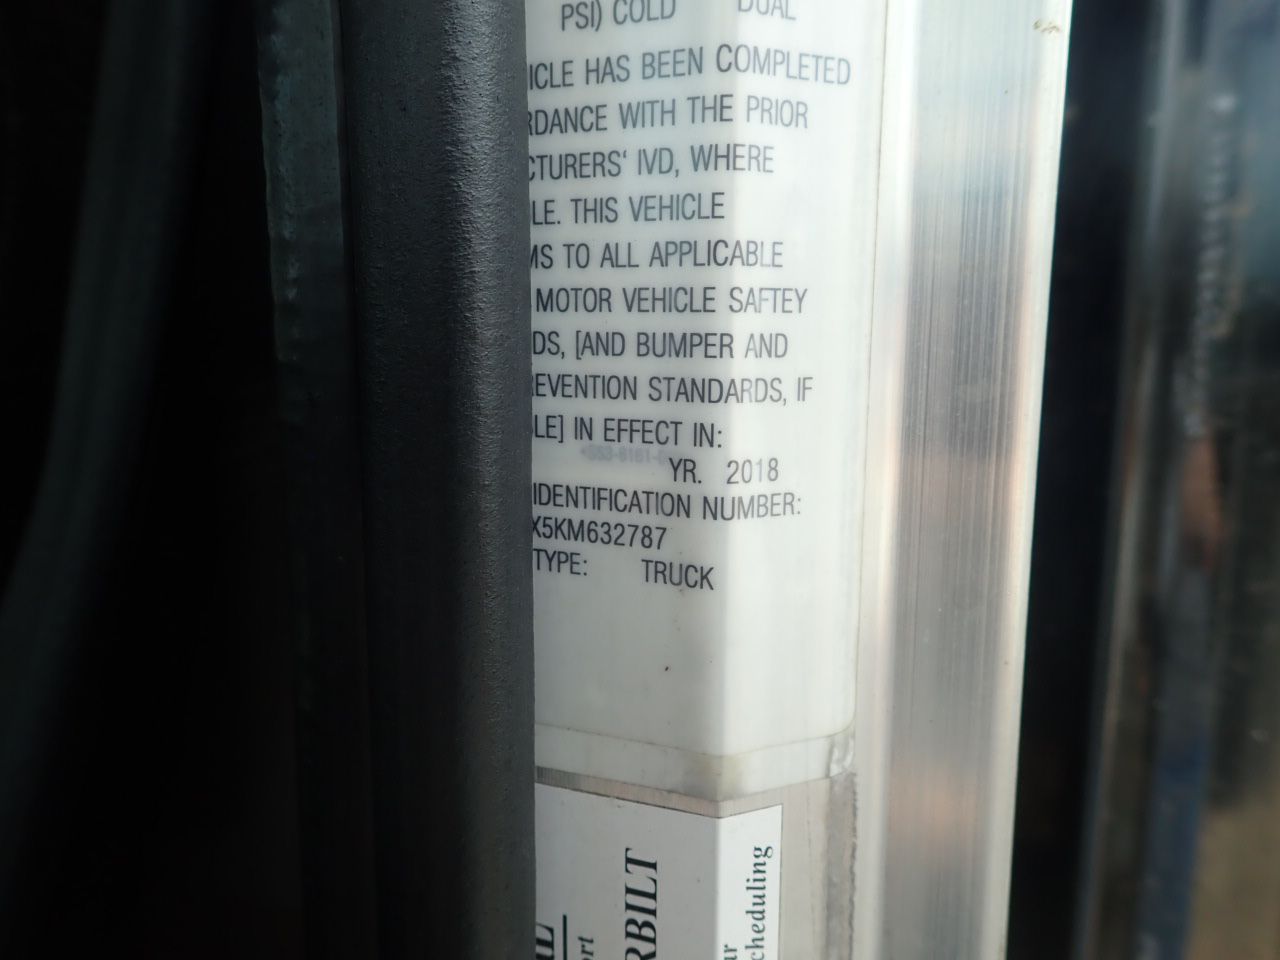 PSI) COLD DUAL
ICLE HAS BEEN COMPLETED
RDANCE WITH THE PRIOR
CTURERS' IVD, WHERE
LE. THIS VEHICLE
MS TO ALL APPLICABLE
MOTOR VEHICLE SAFTEY
DS, [AND BUMPER AND
REVENTION STANDARDS, IF
LE] IN EFFECT IN:
YR. 2018
IDENTIFICATION NUMBER:
X5KM632787
TYPE: TRUCK
RBILT
cheduling